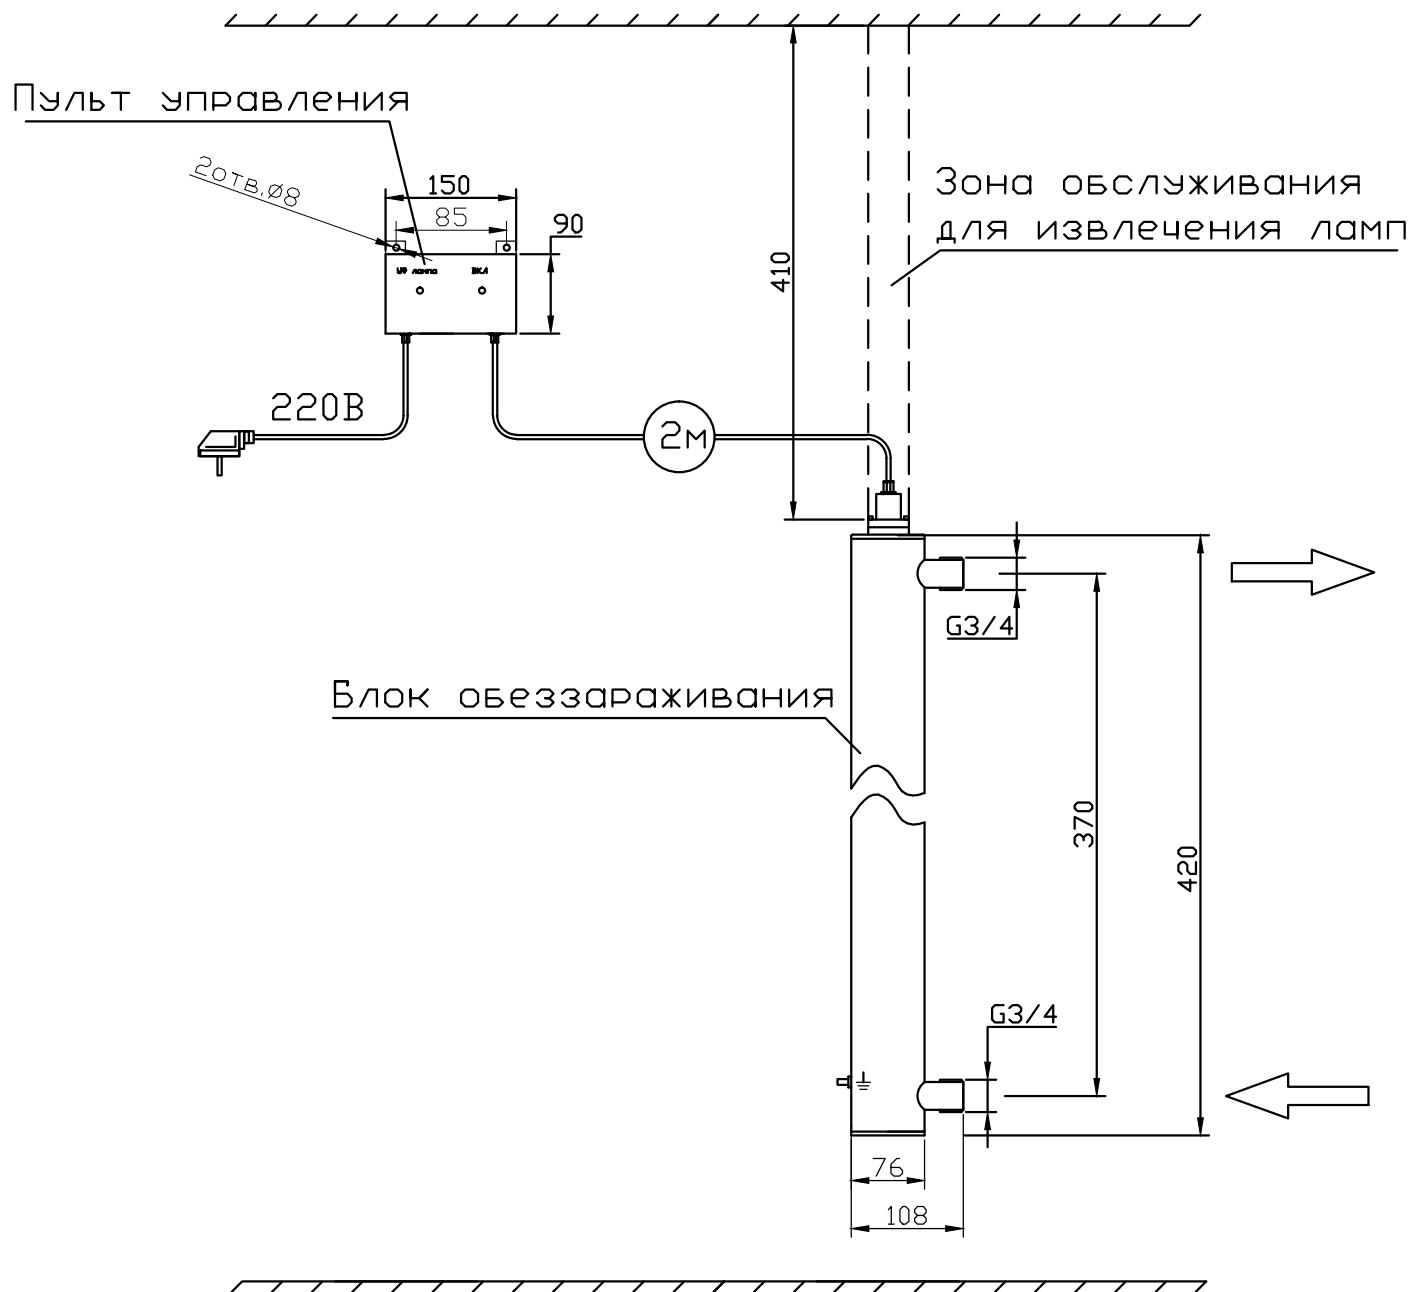 Пульт управления
2отв.ø8
150
85
90
УФ лампа
ВКЛ
410
Зона обслуживания
для извлечения ламп
220В
2м
G3/4
Блок обеззараживания
370
420
G3/4
76
108